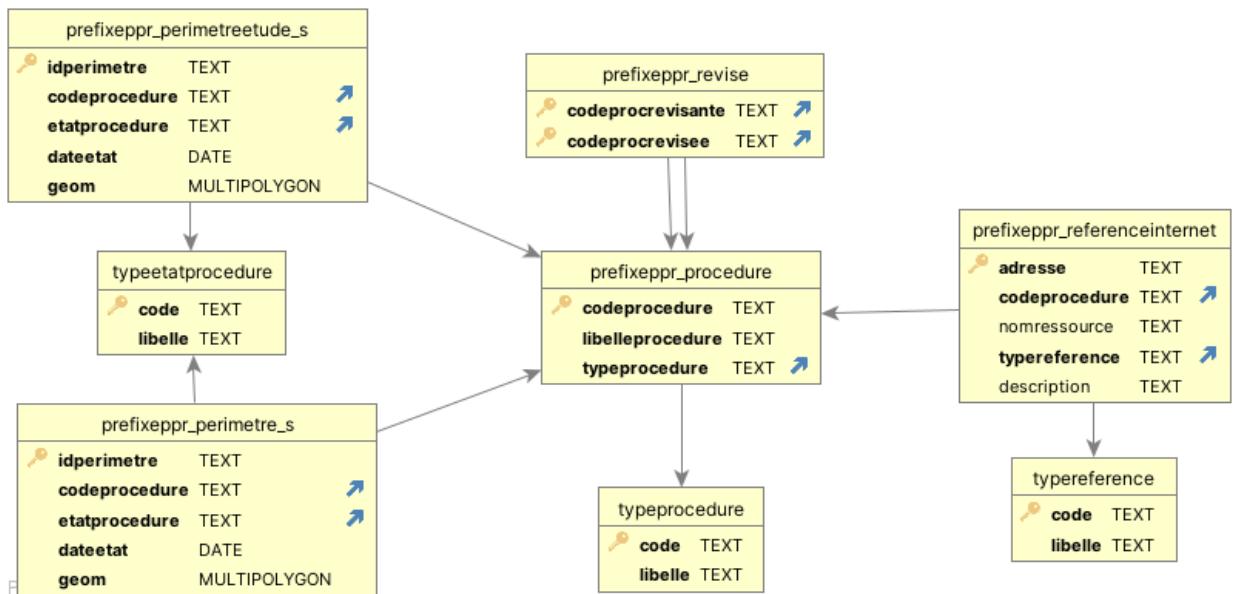 prefixeppr_perimetreetude_s
idperimetre TEXT
codeprocedure TEXT
etatprocedure TEXT
dateetat DATE
geom MULTIPOLYGON
prefixeppr_revise
codeprocrevisante TEXT
codeprocrevisee TEXT
typeetatprocedure
code TEXT
libelle TEXT
prefixeppr_procedure
codeprocedure TEXT
libelleprocedure TEXT
typeprocedure TEXT
prefixeppr_referenceinternet
adresse TEXT
codeprocedure TEXT
nomressource TEXT
typereference TEXT
description TEXT
prefixeppr_perimetre_s
idperimetre TEXT
codeprocedure TEXT
etatprocedure TEXT
dateetat DATE
geom MULTIPOLYGON
typeprocedure
code TEXT
libelle TEXT
typereference
code TEXT
libelle TEXT